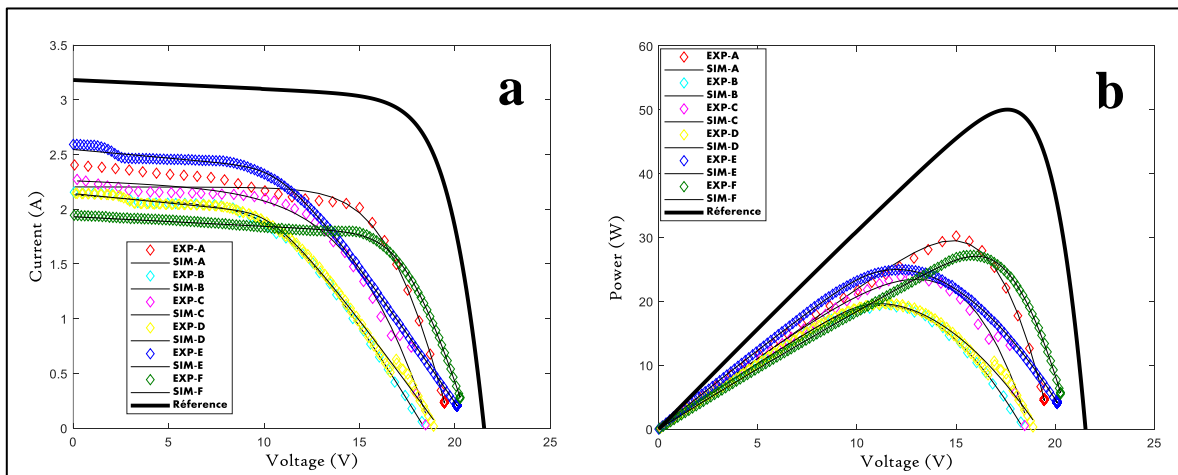 a
3.5
3
2.5
2
1.5
1
0.5
0
Current (A)
EXP-A
SIM-A
EXP-B
SIM-B
EXP-C
SIM-C
EXP-D
SIM-D
EXP-E
SIM-E
EXP-F
SIM-F
Réference
0 5 10 15 20 25
Voltage (V)
b
60
50
40
30
20
10
0
Power (W)
EXP-A
SIM-A
EXP-B
SIM-B
EXP-C
SIM-C
EXP-D
SIM-D
EXP-E
SIM-E
EXP-F
SIM-F
Réference
0 5 10 15 20 25
Voltage (V)